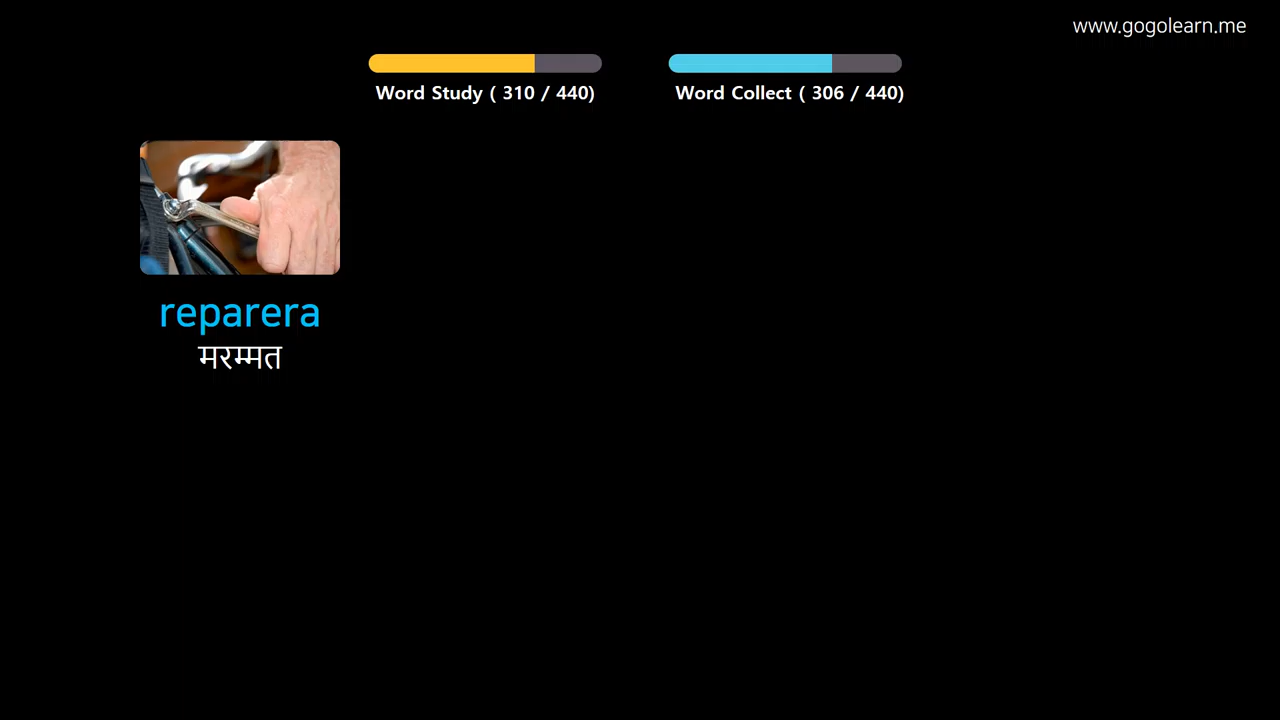 www.gogolearn.me
Word Study ( 310 / 440)
Word Collect ( 306 / 440)
reparera
मरम्मत